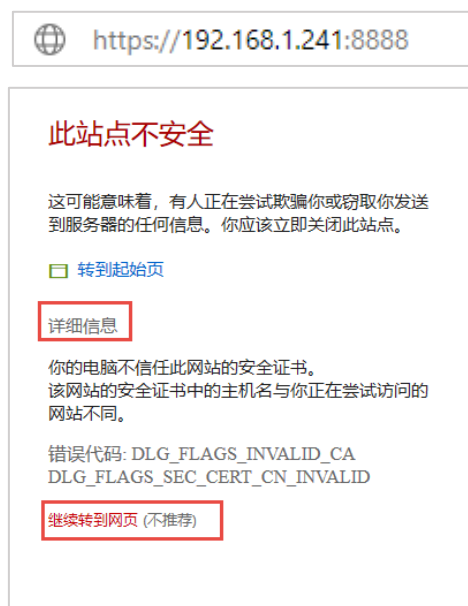 https://192.168.1.241:8888
此站点不安全
这可能意味着，有人正在尝试欺骗你或窃取你发送
到服务器的任何信息。你应该立即关闭此站点。
转到起始页
详细信息
你的电脑不信任此网站的安全证书。
该网站的安全证书中的主机名与你正在尝试访问的
网站不同。
错误代码: DLG_FLAGS_INVALID_CA
DLG_FLAGS_SEC_CERT_CN_INVALID
继续转到网页 (不推荐)